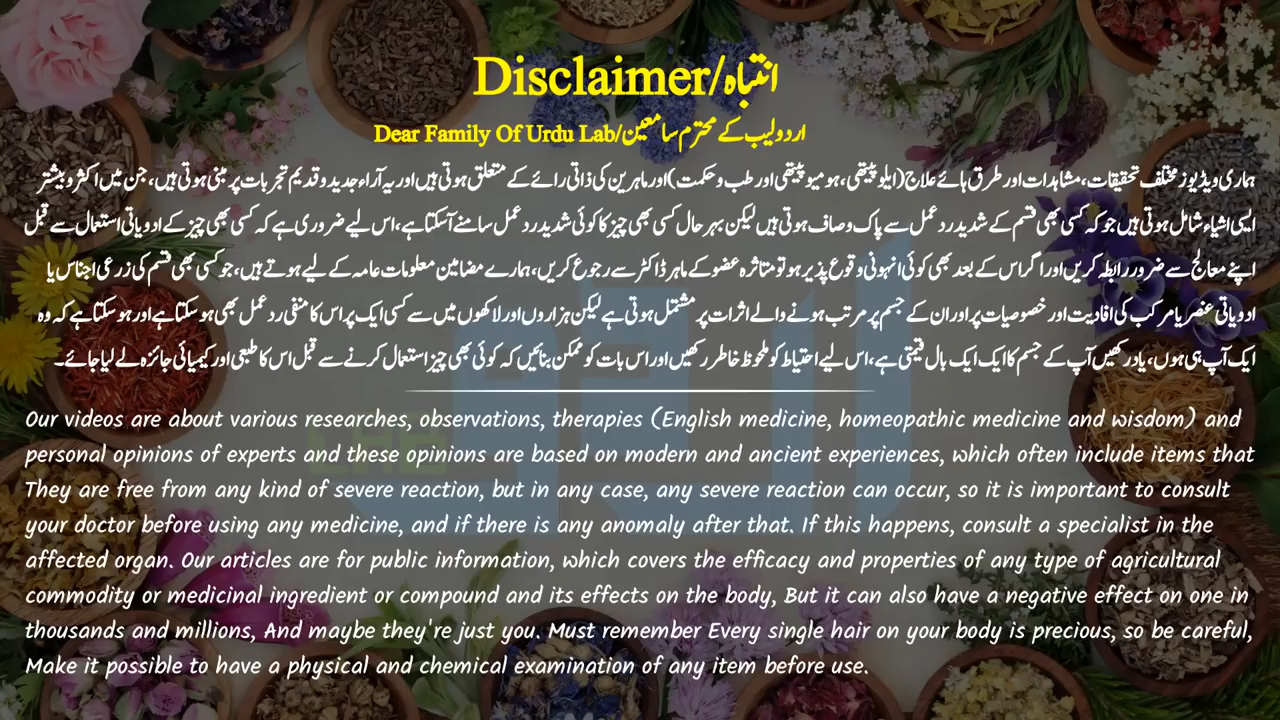 Disclaimer/انتباہ
Dear Family Of Urdu Lab/اردو لیب کے محترم سامعین
ہماری ویڈیوز مختلف تحقیقات، مشاہدات اور طرق ہائے علاج (ایلوپیتھی، ہومیوپیتھی اور طب و حکمت) اور ماہرین کی ذاتی رائے کے متعلق ہوتی ہیں اور یہ آراء جدید و قدیم تجربات پر مبنی ہوتی ہیں، جن میں اکثر و بیشتر
ایسی اشیاء شامل ہوتی ہیں جو کہ کسی بھی قسم کے شدید رد عمل سے پاک و صاف ہوتی ہیں لیکن بہر حال کسی بھی چیز کا کوئی شدید رد عمل سامنے آسکتا ہے، اس لیے ضروری ہے کہ کسی بھی چیز کے ادویاتی استعمال سے قبل
اپنے معالج سے ضرور رابطہ کریں اور اگر اس کے بعد بھی کوئی انہونی وقوع پذیر ہو تو متاثرہ عضو کے ماہر ڈاکٹر سے رجوع کریں، ہمارے مضامین معلومات عامہ کے لیے ہوتے ہیں، جو کسی بھی قسم کی زرعی اجناس یا
ادویاتی عنصر یا مرکب کی افادیت اور خصوصیات پر اور ان کے جسم پر مرتب ہونے والے اثرات پر مشتمل ہوتی ہے لیکن ہزاروں اور لاکھوں میں سے کسی ایک پر اس کا منفی رد عمل بھی ہوسکتا ہے اور ہو سکتا ہے کہ وہ
ایک آپ ہی ہوں، یاد رکھیں آپ کے جسم کا ایک ایک بال قیمتی ہے، اس لیے احتیاط کو ملحوظ خاطر رکھیں اور اس بات کو ممکن بنائیں کہ کوئی بھی چیز استعمال کرنے سے قبل اس کا طبعی اور کیمیائی جائزہ لے لیا جائے۔
Our videos are about various researches, observations, therapies (English medicine, homeopathic medicine and wisdom) and
personal opinions of experts and these opinions are based on modern and ancient experiences, which often include items that
They are free from any kind of severe reaction, but in any case, any severe reaction can occur, so it is important to consult
your doctor before using any medicine, and if there is any anomaly after that. If this happens, consult a specialist in the
affected organ. Our articles are for public information, which covers the efficacy and properties of any type of agricultural
commodity or medicinal ingredient or compound and its effects on the body, But it can also have a negative effect on one in
thousands and millions, And maybe they're just you. Must remember Every single hair on your body is precious, so be careful,
Make it possible to have a physical and chemical examination of any item before use.
LAB